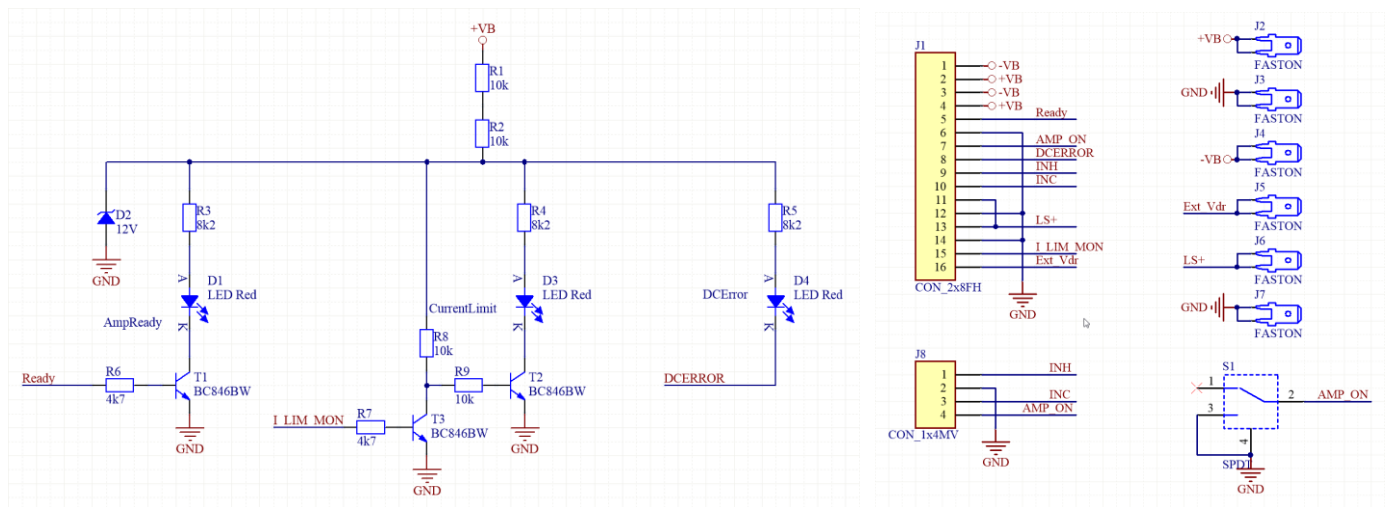 +VB
R1
10k
R2
10k
D2
12V
R3
8k2
R4
8k2
R5
8k2
GND
A
D1
LED Red
K
AmpReady
A
D3
LED Red
K
CurrentLimit
A
D4
LED Red
K
DCError
R8
10k
Ready
R6
4k7
T1
BC846BW
R9
10k
T2
BC846BW
DCERROR
I_LIM_MON
R7
4k7
T3
BC846BW
GND
GND
GND
J1
1 -VB
2 +VB
3 -VB
4 +VB
5 Ready
6
7 AMP_ON
8 DCERROR
9 INH
10 INC
11
12
13 LS+
14
15 I_LIM_MON
16 Ext_Vdr
CON_2x8FH
GND
J8
1 INH
2
3 INC
4 AMP_ON
CON_1x4MV
GND
J2
+VB
FASTON
J3
GND
FASTON
J4
-VB
FASTON
J5
Ext_Vdr
FASTON
J6
LS+
FASTON
J7
GND
FASTON
S1
1
2 AMP_ON
3
4
SPDT
GND